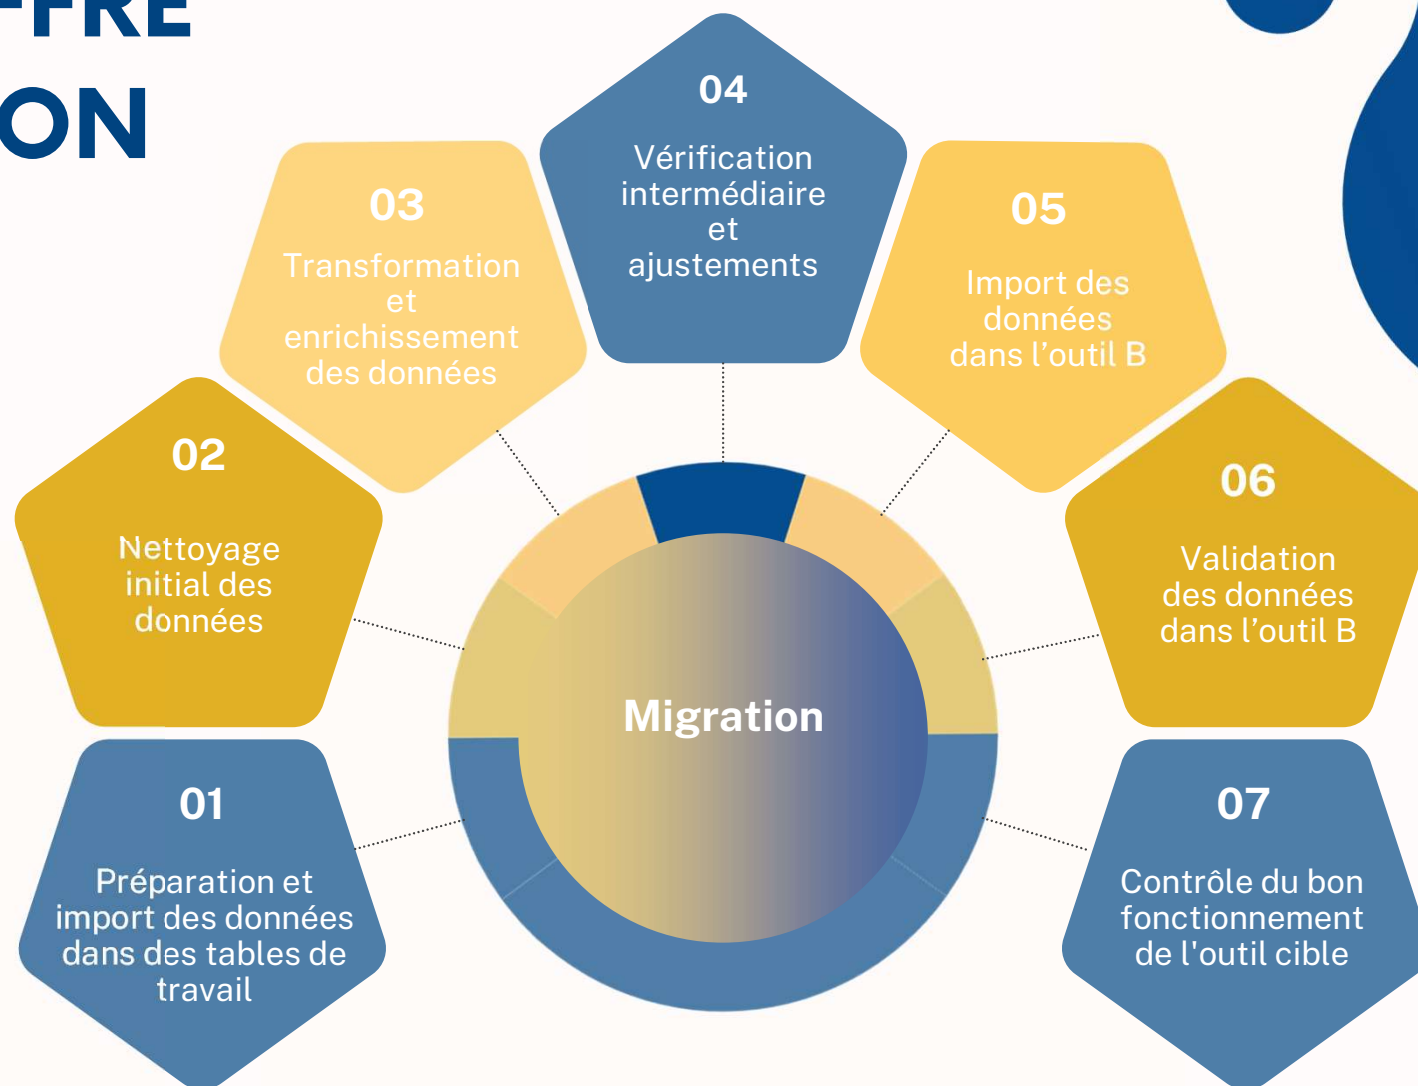 FFRE
ON
01
Préparation et
import des données
dans des tables de
travail
02
Nettoyage
initial des
données
03
Transformation
et
enrichissement
des données
04
Vérification
intermédiaire
et
ajustements
05
Import des
données
dans l’outil B
06
Validation
des données
dans l’outil B
07
Contrôle du bon
fonctionnement
de l'outil cible
Migration